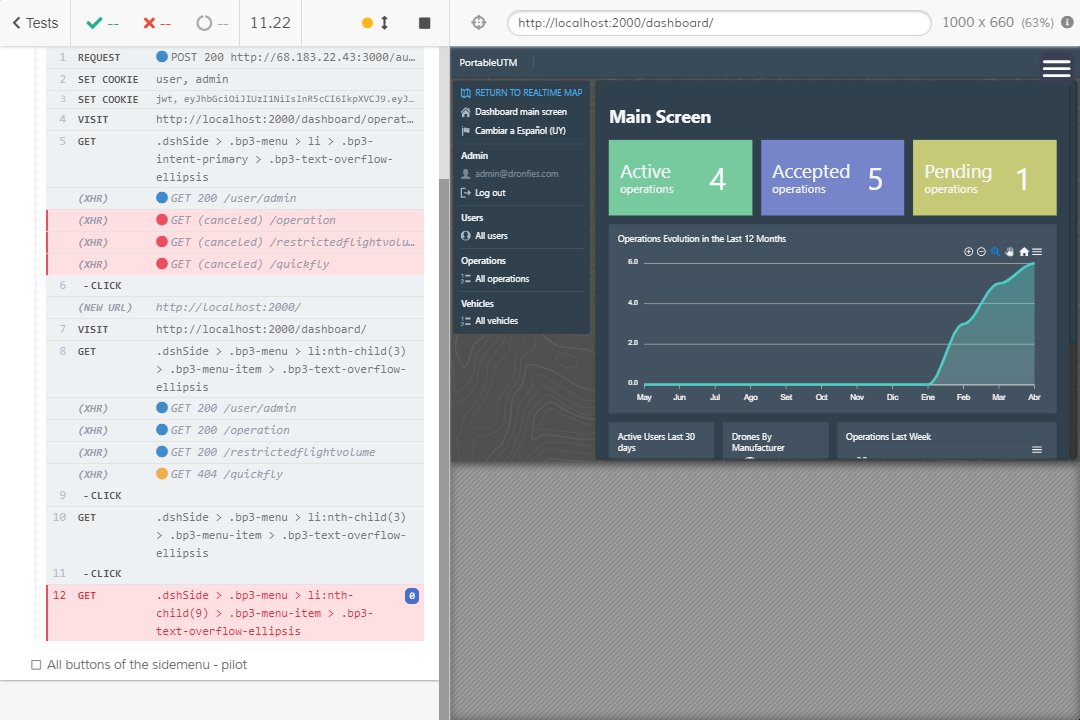 Tests
--
--
--
11.22
http://localhost:2000/dashboard/
1000 x 660 (63%)
1 REQUEST POST 200 http://68.183.22.43:3000/au...
2 SET COOKIE user, admin
3 SET COOKIE jwt, eyJhbGciOiJIUzI1NiIsInR5cCI6IkpXVCJ9.eyJ...
4 VISIT http://localhost:2000/dashboard/operat...
5 GET .dshSide > .bp3-menu > li > .bp3-
intent-primary > .bp3-text-overflow-
ellipsis
(XHR) GET 200 /user/admin
(XHR) GET (canceled) /operation
(XHR) GET (canceled) /restrictedflightvolu...
(XHR) GET (canceled) /quickfly
6 -CLICK
(NEW URL) http://localhost:2000/
7 VISIT http://localhost:2000/dashboard/
8 GET .dshSide > .bp3-menu > li:nth-child(3)
> .bp3-menu-item > .bp3-text-overflow-
ellipsis
(XHR) GET 200 /user/admin
(XHR) GET 200 /operation
(XHR) GET 200 /restrictedflightvolume
(XHR) GET 404 /quickfly
9 -CLICK
10 GET .dshSide > .bp3-menu > li:nth-child(3)
> .bp3-menu-item > .bp3-text-overflow-
ellipsis
11 -CLICK
12 GET .dshSide > .bp3-menu > li:nth- 0
child(9) > .bp3-menu-item > .bp3-
text-overflow-ellipsis
All buttons of the sidemenu - pilot
PortableUTM
RETURN TO REALTIME MAP
Dashboard main screen
Cambiar a Español (UY)
Admin
admin@dronfies.com
Log out
Users
All users
Operations
All operations
Vehicles
All vehicles
Main Screen
Active
operations
4
Accepted
operations
5
Pending
operations
1
Operations Evolution in the Last 12 Months
6.0
4.0
2.0
0.0
May Jun Jul Ago Set Oct Nov Dic Ene Feb Mar Abr
Active Users Last 30
days
Drones By
Manufacturer
Operations Last Week